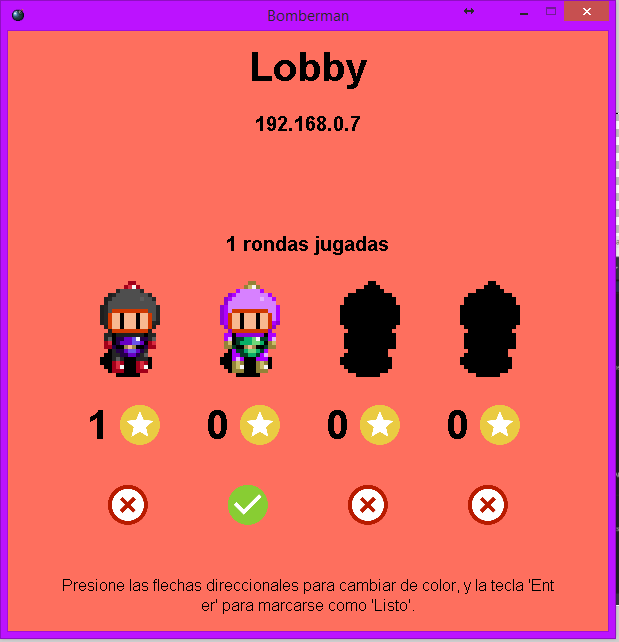 Bomberman
Lobby
192.168.0.7
1 rondas jugadas
1 0 0 0
Presione las flechas direccionales para cambiar de color, y la tecla 'Ent
er' para marcarse como 'Listo'.